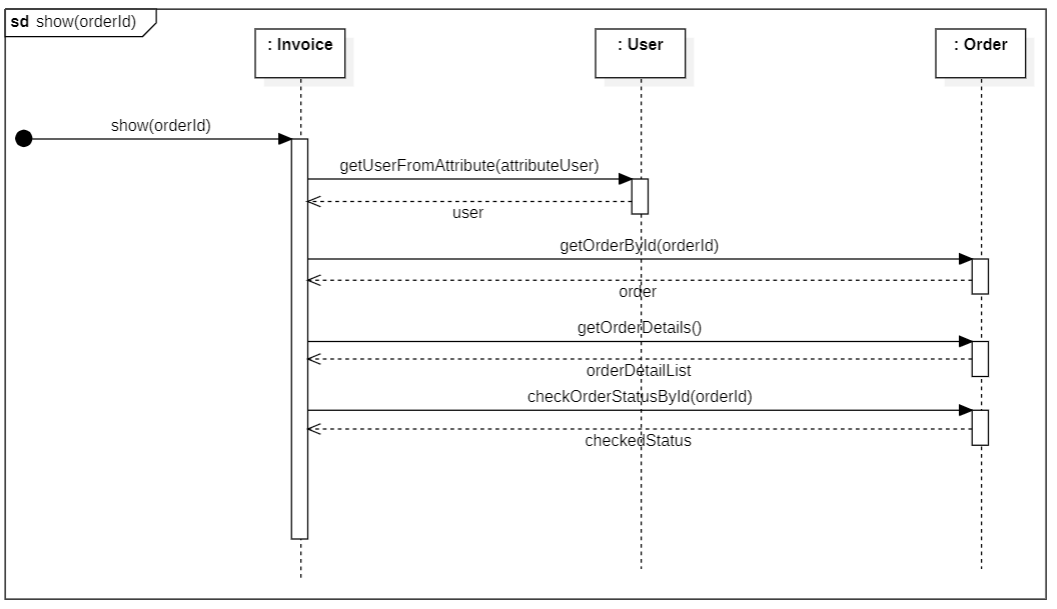 sd show(orderId)
: Invoice
: User
: Order
show(orderId)
getUserFromAttribute(attributeUser)
user
getOrderById(orderId)
order
getOrderDetails()
orderDetailList
checkOrderStatusById(orderId)
checkedStatus